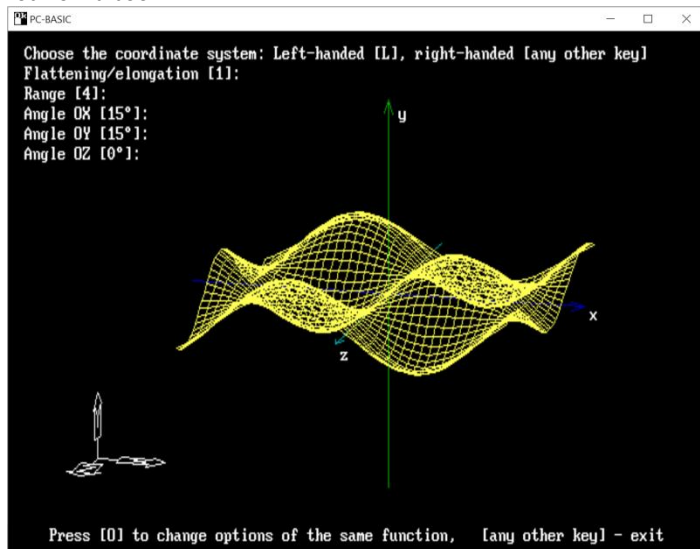 PC-BASIC
Choose the coordinate system: Left-handed [L], right-handed [any other key]
Flattening/elongation [1]:
Range [4]:
Angle OX [15°]:
Angle OY [15°]:
Angle OZ [0°]:
y
x
z
Press [O] to change options of the same function, [any other key] - exit